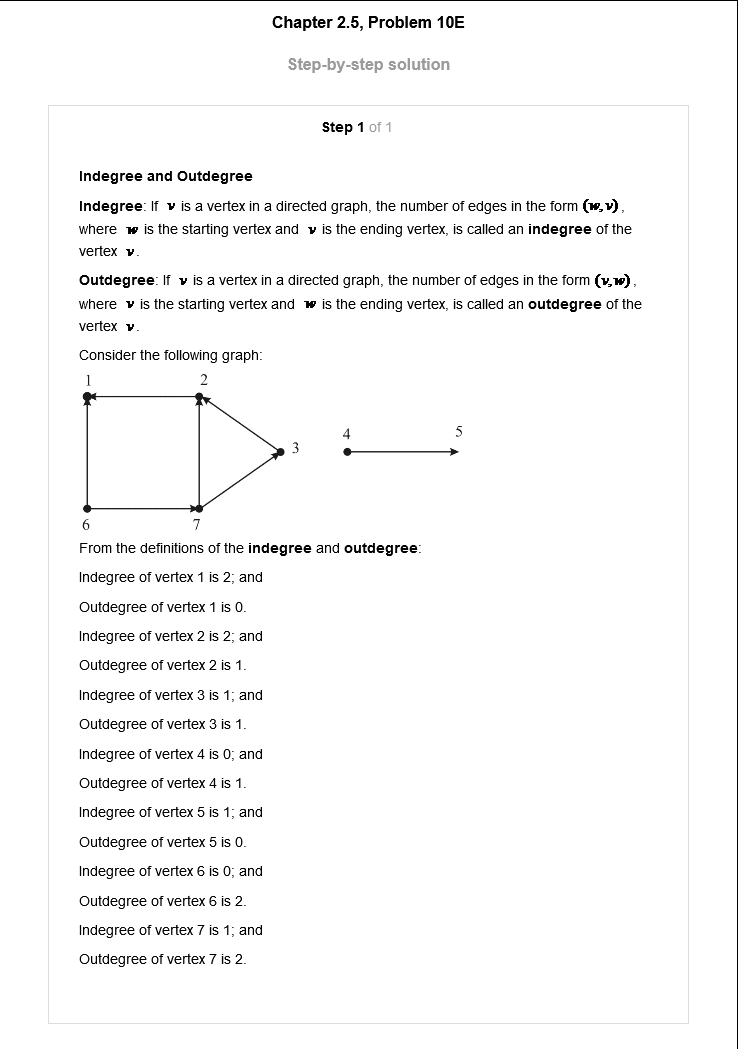 Chapter 2.5, Problem 10E
Step-by-step solution
Step 1 of 1
Indegree and Outdegree
Indegree: If v is a vertex in a directed graph, the number of edges in the form (w,v),
where w is the starting vertex and v is the ending vertex, is called an indegree of the
vertex v.
Outdegree: If v is a vertex in a directed graph, the number of edges in the form (v,w),
where v is the starting vertex and w is the ending vertex, is called an outdegree of the
vertex v.
Consider the following graph:
1 2
3 4 5
6 7
From the definitions of the indegree and outdegree:
Indegree of vertex 1 is 2; and
Outdegree of vertex 1 is 0.
Indegree of vertex 2 is 2; and
Outdegree of vertex 2 is 1.
Indegree of vertex 3 is 1; and
Outdegree of vertex 3 is 1.
Indegree of vertex 4 is 0; and
Outdegree of vertex 4 is 1.
Indegree of vertex 5 is 1; and
Outdegree of vertex 5 is 0.
Indegree of vertex 6 is 0; and
Outdegree of vertex 6 is 2.
Indegree of vertex 7 is 1; and
Outdegree of vertex 7 is 2.